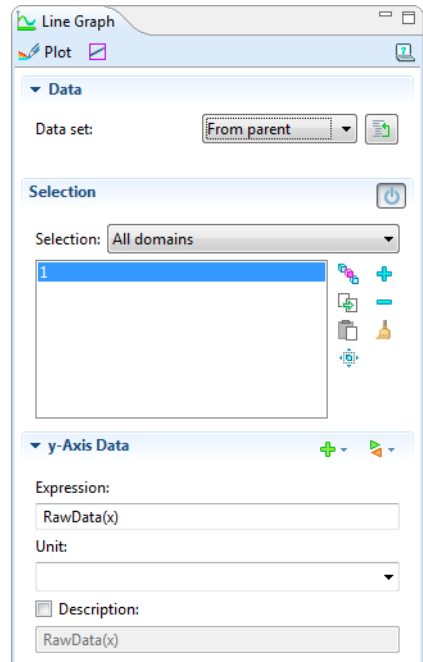 Line Graph
Plot
Data
Data set: From parent
Selection
Selection: All domains
1
y-Axis Data
Expression:
RawData(x)
Unit:
Description:
RawData(x)